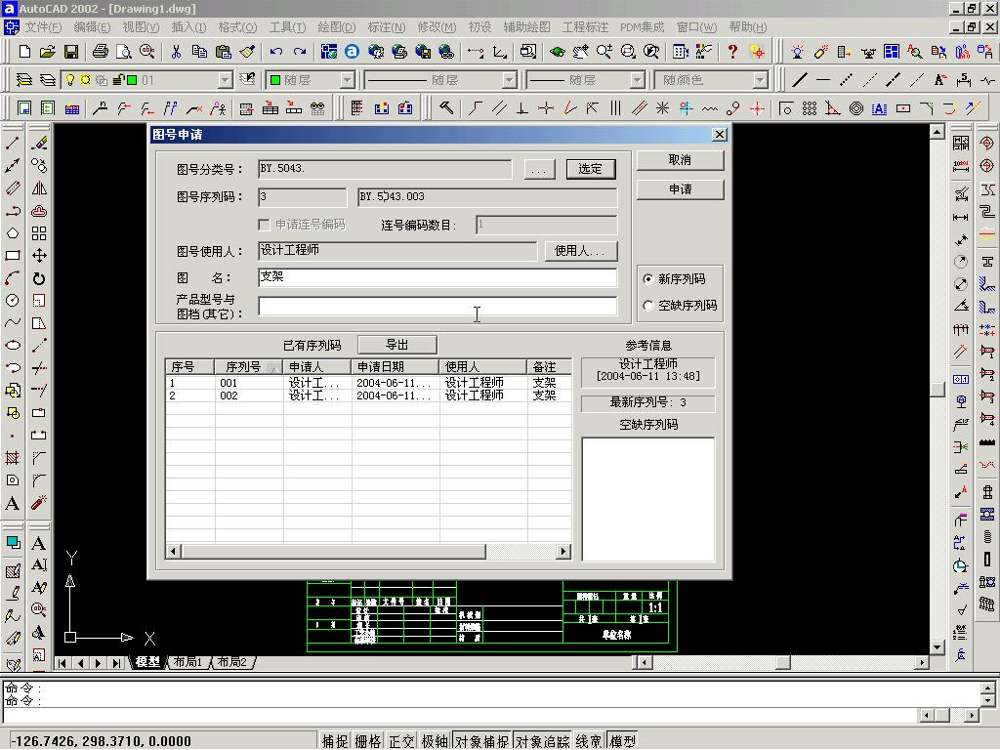 AutoCAD 2002 - [Drawing1.dwg]
文件(F) 编辑(E) 视图(V) 插入(I) 格式(O) 工具(T) 绘图(D) 标注(N) 修改(M) 初设 辅助绘图 工程标注 PDM集成 窗口(W) 帮助(H)
01 随层 随层 随层 随颜色
图号申请
图号分类号： BY.5043. ... 选定 取消
图号序列码： 3 BY.5043.003 申请
申请连号编码 连号编码数目: 1
图号使用人： 设计工程师 使用人...
图 名： 支架 新序列码
产品型号与
图档(其它)： 空缺序列码
已有序列码 导出 参考信息
序号 序列号 申请人 申请日期 使用人 备注
1 001 设计工... 2004-06-11... 设计工程师 支架
2 002 设计工... 2004-06-11... 设计工程师 支架
设计工程师
[2004-06-11 13:48]
最新序列号: 3
空缺序列码
Y
X
1:1
单位名称
模型 布局1 布局2
命令:
命令:
-126.7426, 298.3710, 0.0000 捕捉 栅格 正交 极轴 对象捕捉 对象追踪 线宽 模型